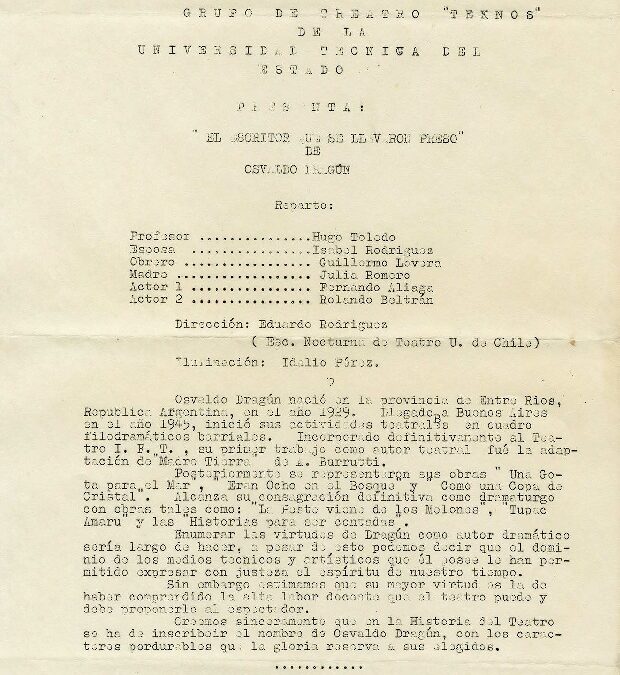 GRUPO DE TREATRO "TEKNOS"
DE LA
UNIVERSIDAD TECNICA DEL
ESTADO
PRESENTA:
"EL ESCRITOR QUE SE LLEVARON PRESO"
DE
OSVALDO DRAGÚN
Reparto:
Profesor ...............Hugo Toledo
Esposa ................Isabel Rodriguez
Obrero ................. Guillermo Lovera
Madre .................. Julia Romero
Actor 1 ................ Fernando Aliaga
Actor 2 ................ Rolando Beltrán
Dirección: Eduardo Rodriguez
( Esc. Nocturna de Teatro U. de Chile)
Iluminación: Idalio Pérez.
Osvaldo Dragún nació en la provincia de Entre Rios,
Republica Argentina, en el año 1929. Llegado a Buenos Aires
en el año 1945, inició sus actividades teatrales en cuadro
filodramáticos barriales. Incorporado definitivamente al Tea-
tro I. F. T. , su primer trabajo como autor teatral fué la adap-
tación de "Madre Tierra" de A. Burrutti.
Posteriormente se representaron sus obras " Una Go-
ta para el Mar", "Eran Ocho en el Bosque" y "Como una Copa de
Cristal". Alcanza su consagración definitiva como dramaturgo
con obras tales como: "La Peste viene de los Melones", "Tupac
Amaru" y las "Historias para ser contadas".
Enumerar las virtudes de Dragún como autor dramático
sería largo de hacer, a pesar de esto podemos decir que el domi-
nio de los medios tecnicos y artísticos que él posee le han per-
mitido expresar con justeza el espíritu de nuestro tiempo.
Sin embargo estimamos que su mayor virtud es la de
haber comprendido la alta labor docente que el teatro puede y
debe proponerle al espectador.
Creemos sinceramente que en la Historia del Teatro
se ha de inscribeir el nombre de Osvaldo Dragún, con los carac-
teres perdurables que la gloria reserva a sus elegidos.
............